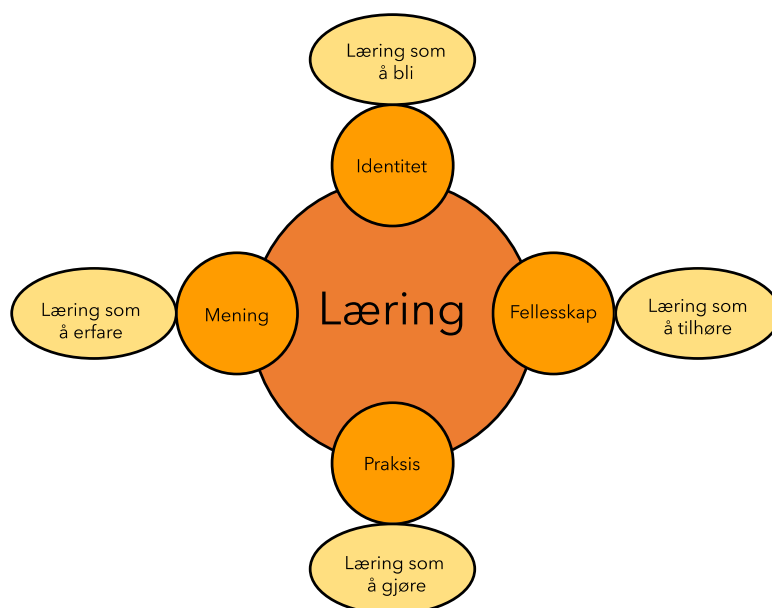 Læring som
å bli
Identitet
Læring som
å erfare
Mening
Læring
Fellesskap
Læring som
å tilhøre
Praksis
Læring som
å gjøre